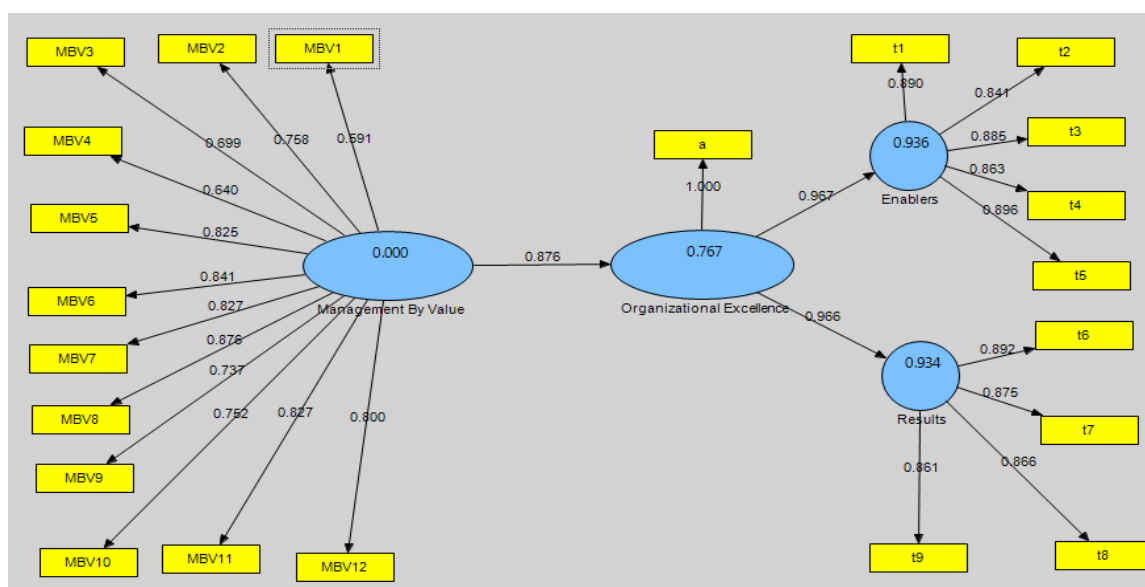 MBV3
MBV2
MBV1
t1
t2
0.890
0.841
0.699
0.758
0.591
MBV4
a
0.936
0.885
t3
0.640
1.000
0.863
Enablers
t4
MBV5
0.967
0.896
0.825
0.000
0.876
0.767
t5
0.841
MBV6
Management By Value
Organizational Excellence
0.827
0.966
MBV7
0.876
0.892
t6
0.737
0.934
0.875
MBV8
0.752
0.827
0.800
Results
t7
MBV9
0.861
0.866
MBV10
MBV11
MBV12
t9
t8